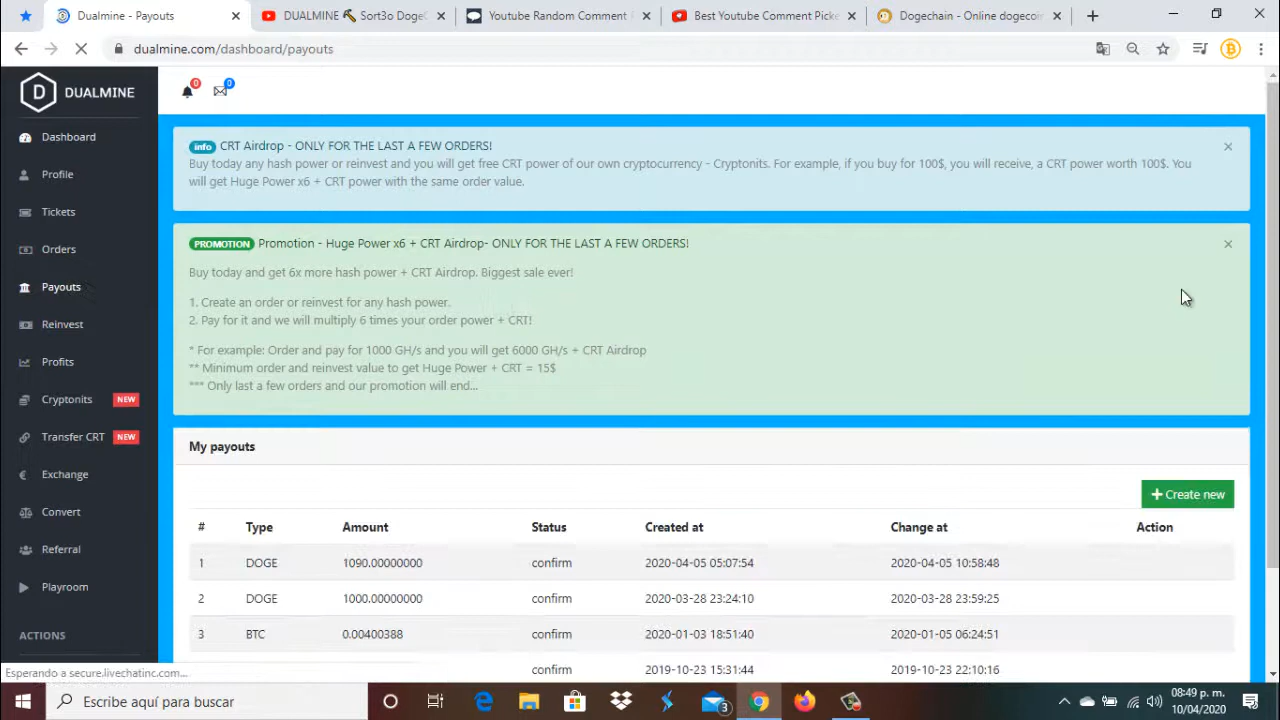 Dualmine - Payouts
DUALMINE 🔨 Sort3o DogeC
Youtube Random Comment P
Best Youtube Comment Picke
Dogechain - Online dogecoin
dualmine.com/dashboard/payouts
D DUALMINE
0
0
Dashboard
Profile
Tickets
Orders
Payouts
Reinvest
Profits
Cryptonits NEW
Transfer CRT NEW
Exchange
Convert
Referral
Playroom
ACTIONS
info CRT Airdrop - ONLY FOR THE LAST A FEW ORDERS!
Buy today any hash power or reinvest and you will get free CRT power of our own cryptocurrency - Cryptonits. For example, if you buy for 100$, you will receive, a CRT power worth 100$. You
will get Huge Power x6 + CRT power with the same order value.
PROMOTION Promotion - Huge Power x6 + CRT Airdrop- ONLY FOR THE LAST A FEW ORDERS!
Buy today and get 6x more hash power + CRT Airdrop. Biggest sale ever!
1. Create an order or reinvest for any hash power.
2. Pay for it and we will multiply 6 times your order power + CRT!
* For example: Order and pay for 1000 GH/s and you will get 6000 GH/s + CRT Airdrop
** Minimum order and reinvest value to get Huge Power + CRT = 15$
*** Only last a few orders and our promotion will end...
My payouts
+ Create new
# Type Amount Status Created at Change at Action
1 DOGE 1090.00000000 confirm 2020-04-05 05:07:54 2020-04-05 10:58:48
2 DOGE 1000.00000000 confirm 2020-03-28 23:24:10 2020-03-28 23:59:25
3 BTC 0.00400388 confirm 2020-01-03 18:51:40 2020-01-05 06:24:51
confirm 2019-10-23 15:31:44 2019-10-23 22:10:16
Esperando a secure.livechatinc.com...
Escribe aquí para buscar
3
08:49 p. m.
10/04/2020